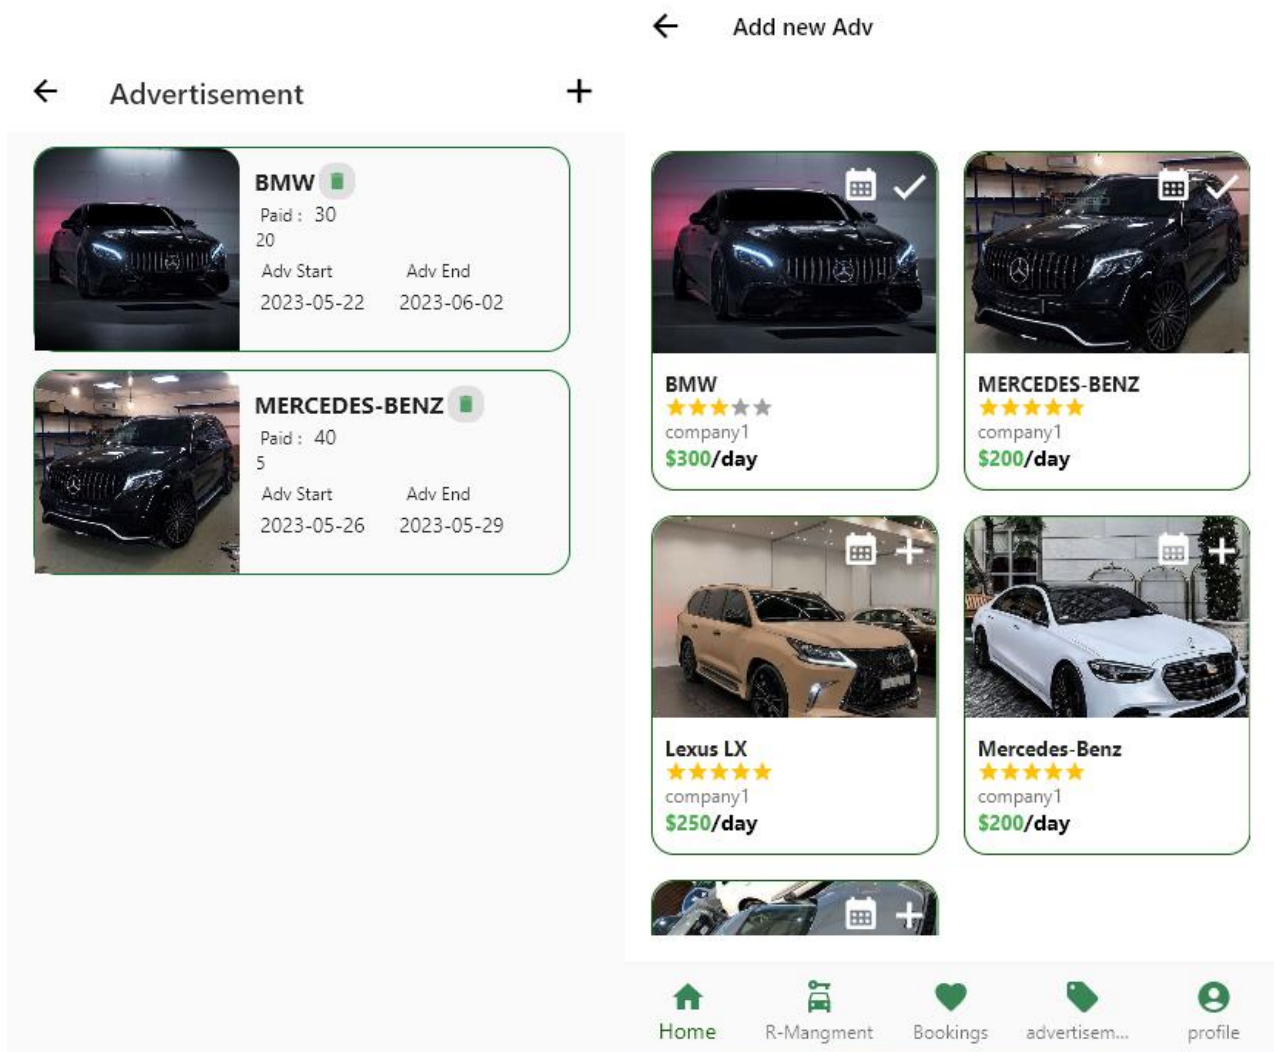 Advertisement
BMW
Paid : 30
20
Adv Start Adv End
2023-05-22 2023-06-02
MERCEDES-BENZ
Paid : 40
5
Adv Start Adv End
2023-05-26 2023-05-29
Add new Adv
BMW
company1
$300/day
MERCEDES-BENZ
company1
$200/day
Lexus LX
company1
$250/day
Mercedes-Benz
company1
$200/day
Home R-Mangment Bookings advertisem... profile